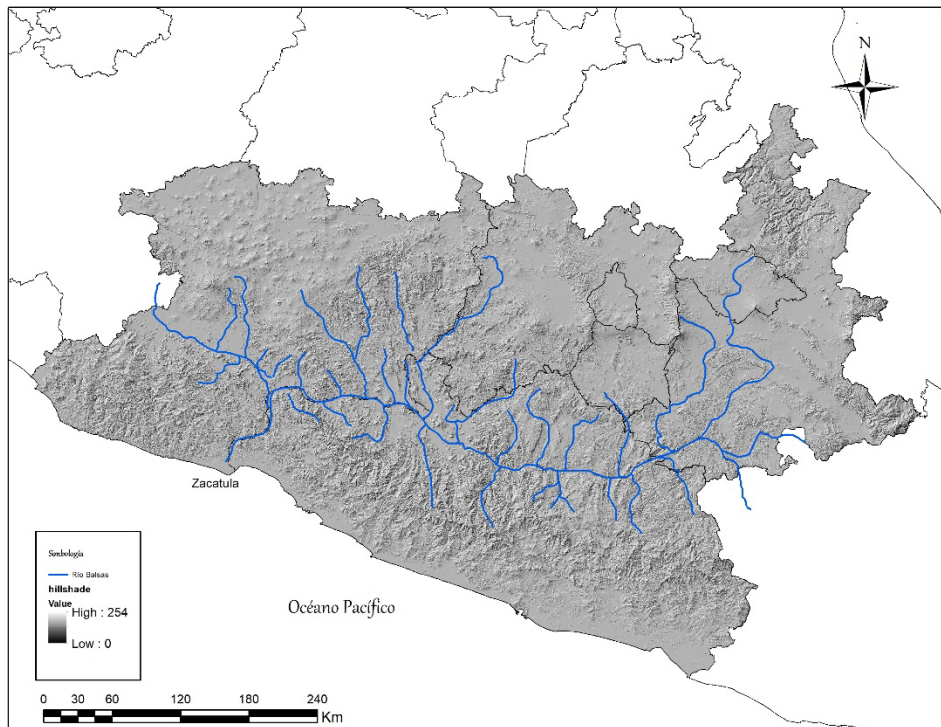 N
Zacatula
Océano Pacífico
Simbología
Río Balsas
hillshade
Value
High : 254
Low : 0
0 30 60 120 180 240
Km